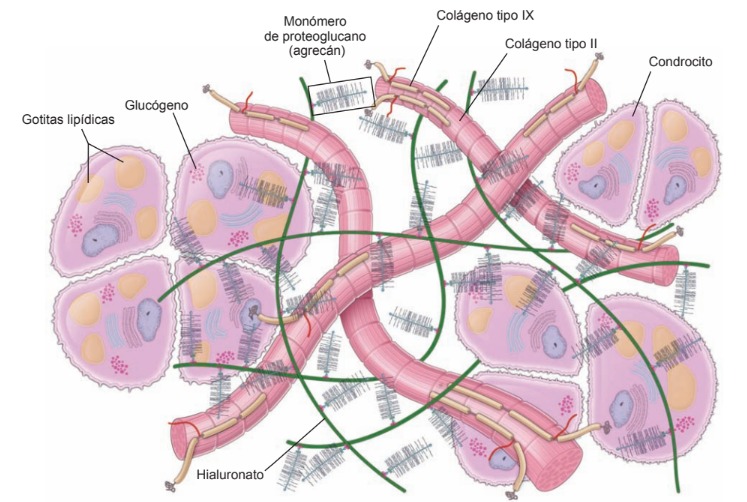 Monómero
de proteoglucano
(agrecán)
Colágeno tipo IX
Colágeno tipo II
Condrocito
Glucógeno
Gotitas lipídicas
Hialuronato